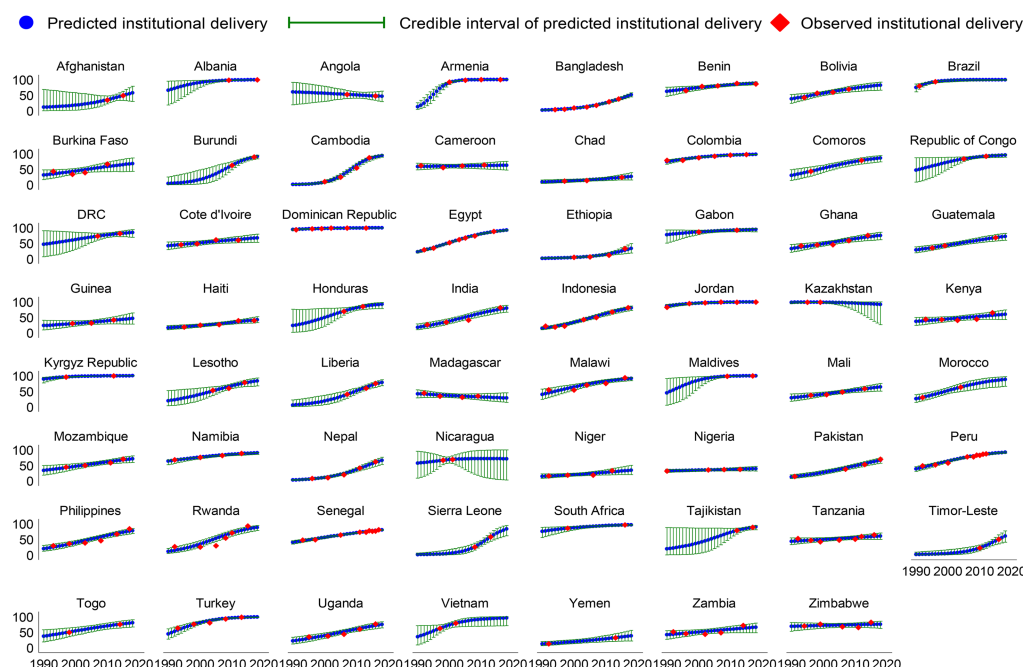 Predicted institutional delivery Credible interval of predicted institutional delivery Observed institutional delivery
Afghanistan Albania Angola Armenia Bangladesh Benin Bolivia Brazil
100
50
0
Burkina Faso Burundi Cambodia Cameroon Chad Colombia Comoros Republic of Congo
100
50
0
DRC Cote d'Ivoire Dominican Republic Egypt Ethiopia Gabon Ghana Guatemala
100
50
0
Guinea Haiti Honduras India Indonesia Jordan Kazakhstan Kenya
100
50
0
Kyrgyz Republic Lesotho Liberia Madagascar Malawi Maldives Mali Morocco
100
50
0
Mozambique Namibia Nepal Nicaragua Niger Nigeria Pakistan Peru
100
50
0
Philippines Rwanda Senegal Sierra Leone South Africa Tajikistan Tanzania Timor-Leste
100
50
0
1990 2000 2010 2020
Togo Turkey Uganda Vietnam Yemen Zambia Zimbabwe
100
50
0
1990 2000 2010 2020 1990 2000 2010 2020 1990 2000 2010 2020 1990 2000 2010 2020 1990 2000 2010 2020 1990 2000 2010 2020 1990 2000 2010 2020